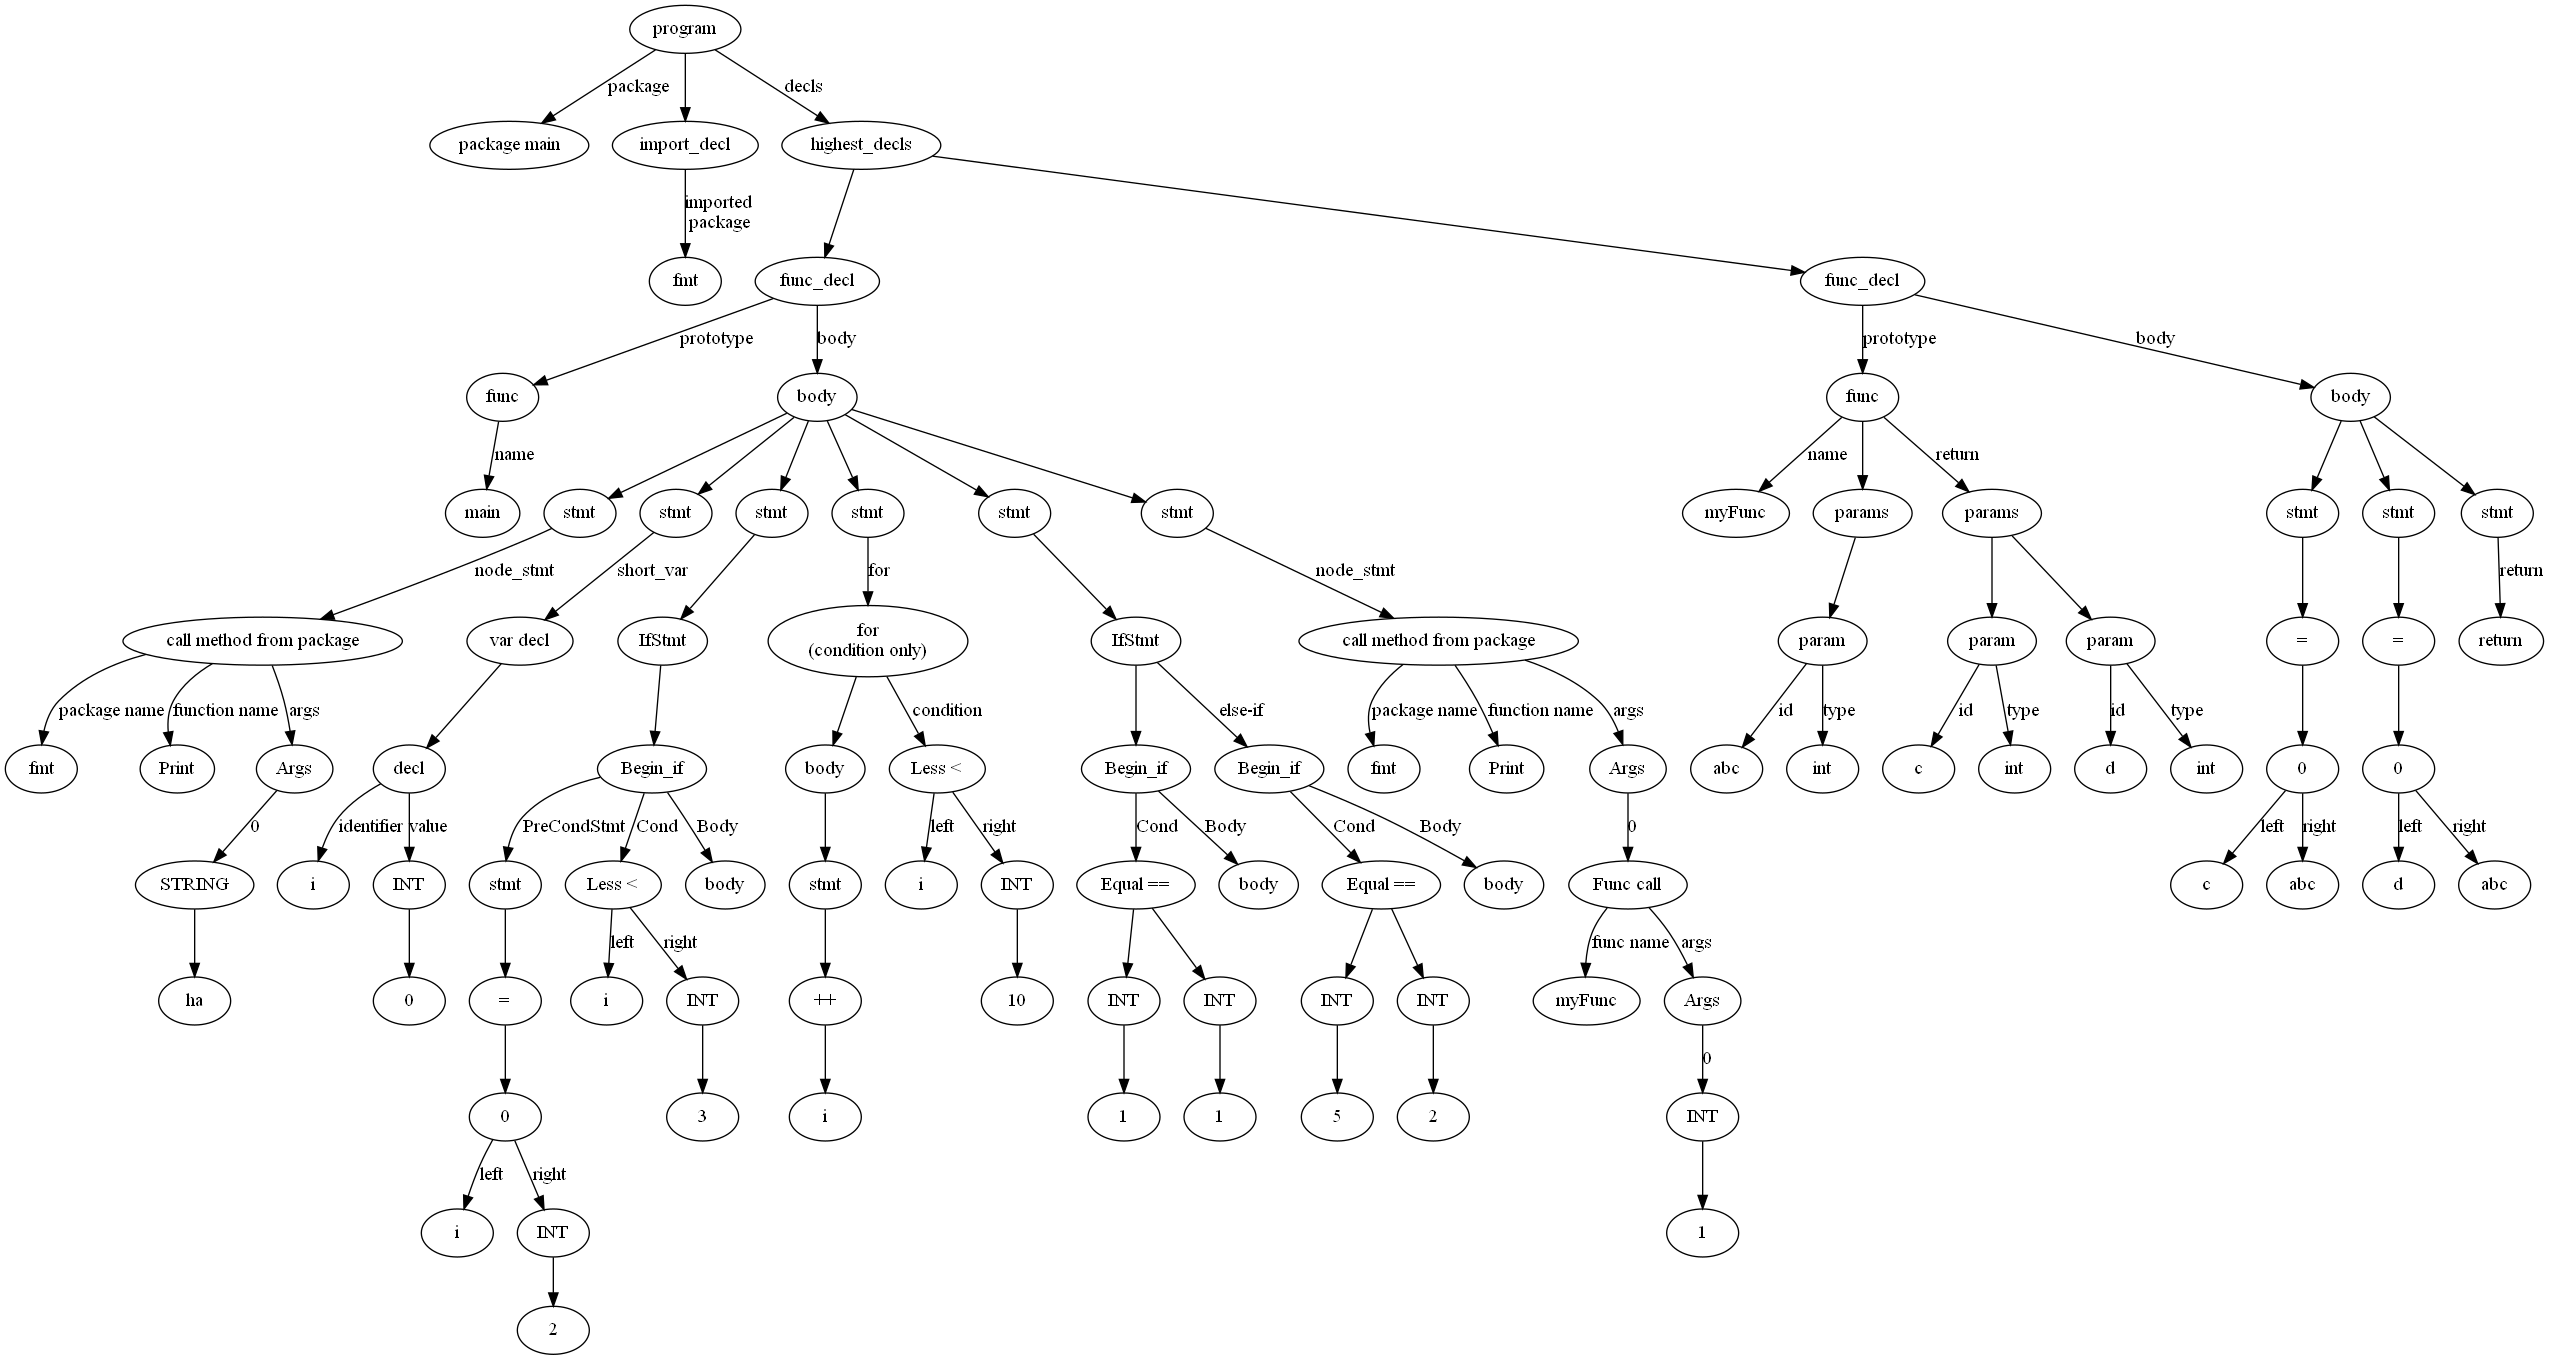 program
package
decls
package main
import_decl
highest_decls
imported
package
fmt
func_decl
func_decl
prototype
body
prototype
body
func
body
func
body
name
name
return
main
stmt
stmt
stmt
stmt
stmt
stmt
myFunc
params
params
stmt
stmt
stmt
node_stmt
short_var
for
node_stmt
return
call method from package
var decl
IfStmt
for
(condition only)
IfStmt
call method from package
param
param
param
=
=
return
package name
function name
args
condition
else-if
package name
function name
args
id
type
id
type
id
type
fmt
Print
Args
decl
Begin_if
body
Less <
Begin_if
Begin_if
fmt
Print
Args
abc
int
c
int
d
int
0
0
0
identifier
value
PreCondStmt
Cond
Body
left
right
Cond
Body
Cond
Body
0
left
right
left
right
STRING
i
INT
stmt
Less <
body
stmt
i
INT
Equal ==
body
Equal ==
body
Func call
c
abc
d
abc
left
right
func name
args
ha
0
=
i
INT
++
10
INT
INT
INT
INT
myFunc
Args
0
0
3
i
1
1
5
2
INT
left
right
i
INT
1
2